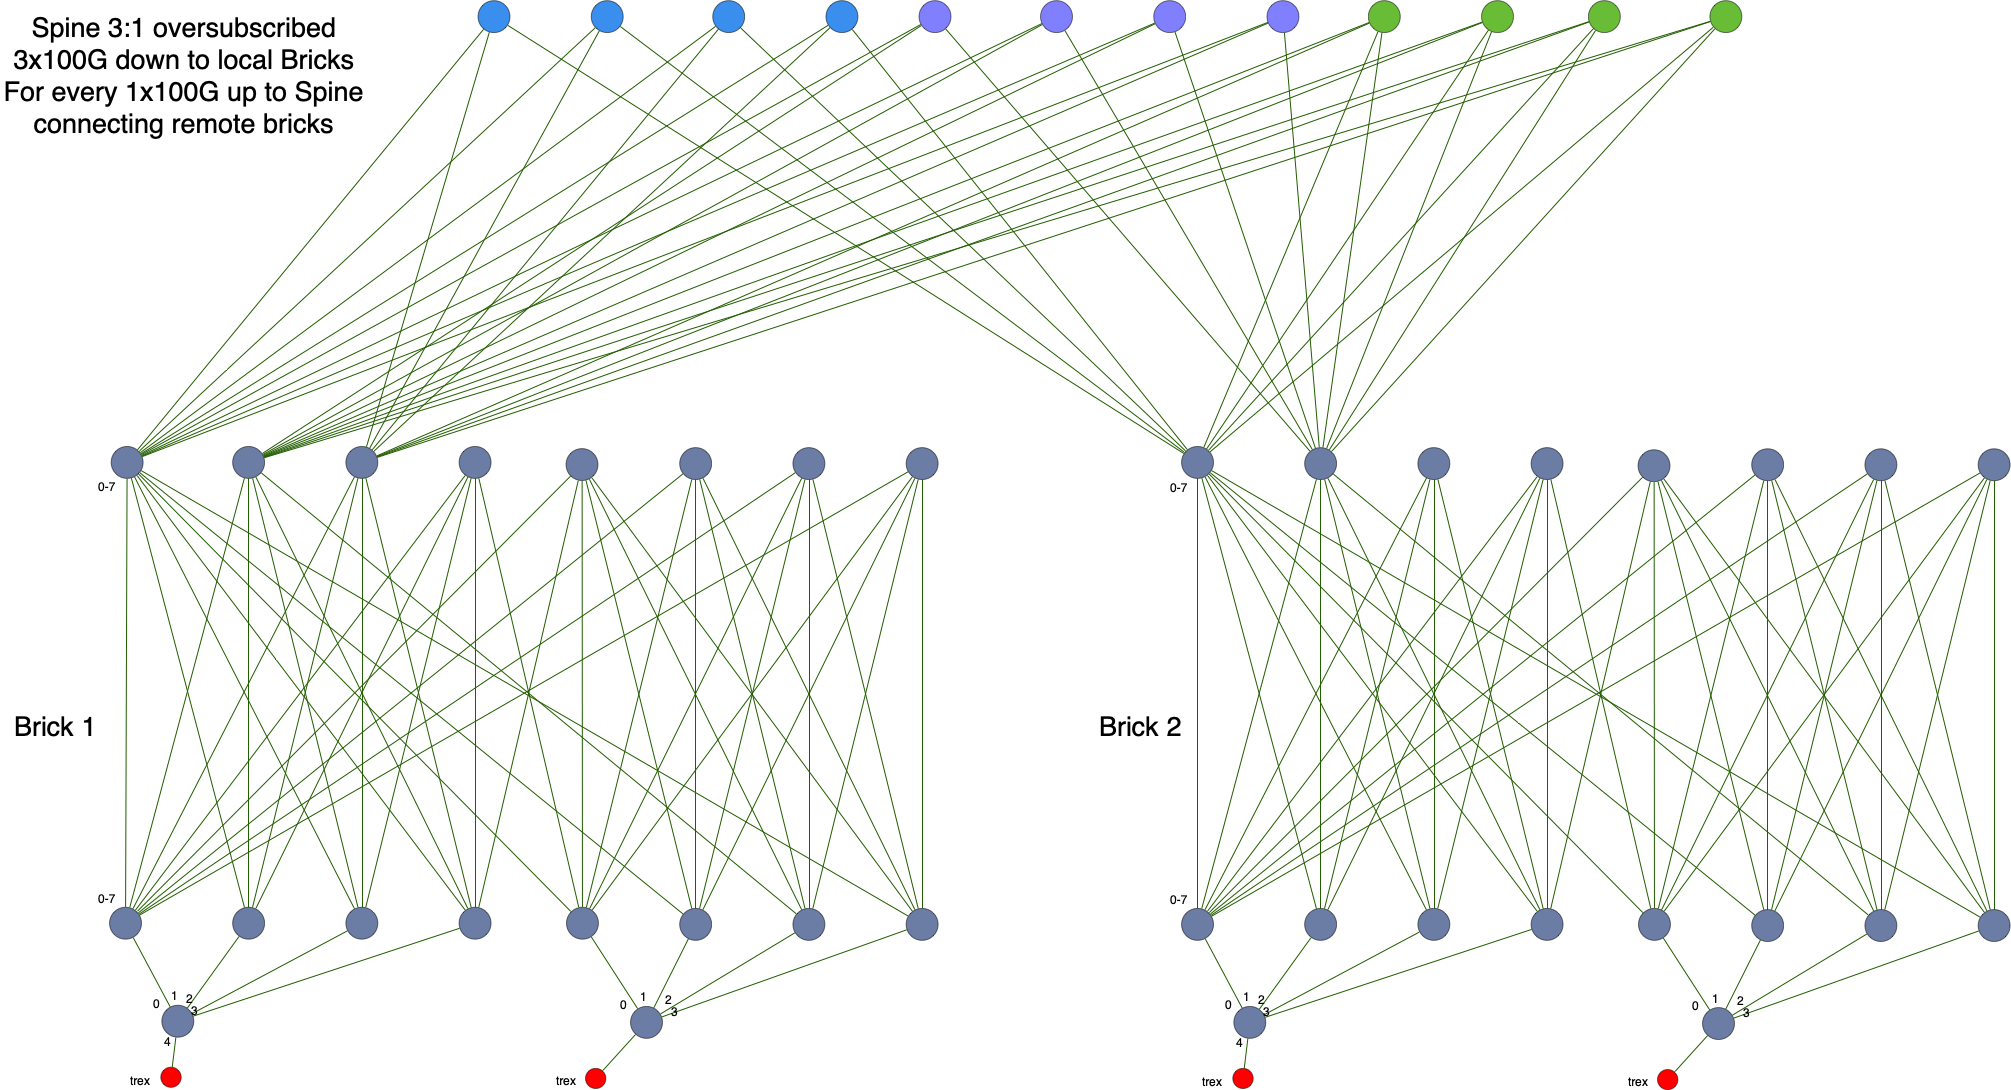 Spine 3:1 oversubscribed
3x100G down to local Bricks
For every 1x100G up to Spine
connecting remote bricks
0-7
0-7
Brick 1
Brick 2
0-7
0-7
0 1 2 3
0 1 2 3
0 1 2 3
0 1 2 3
4
4
trex
trex
trex
trex